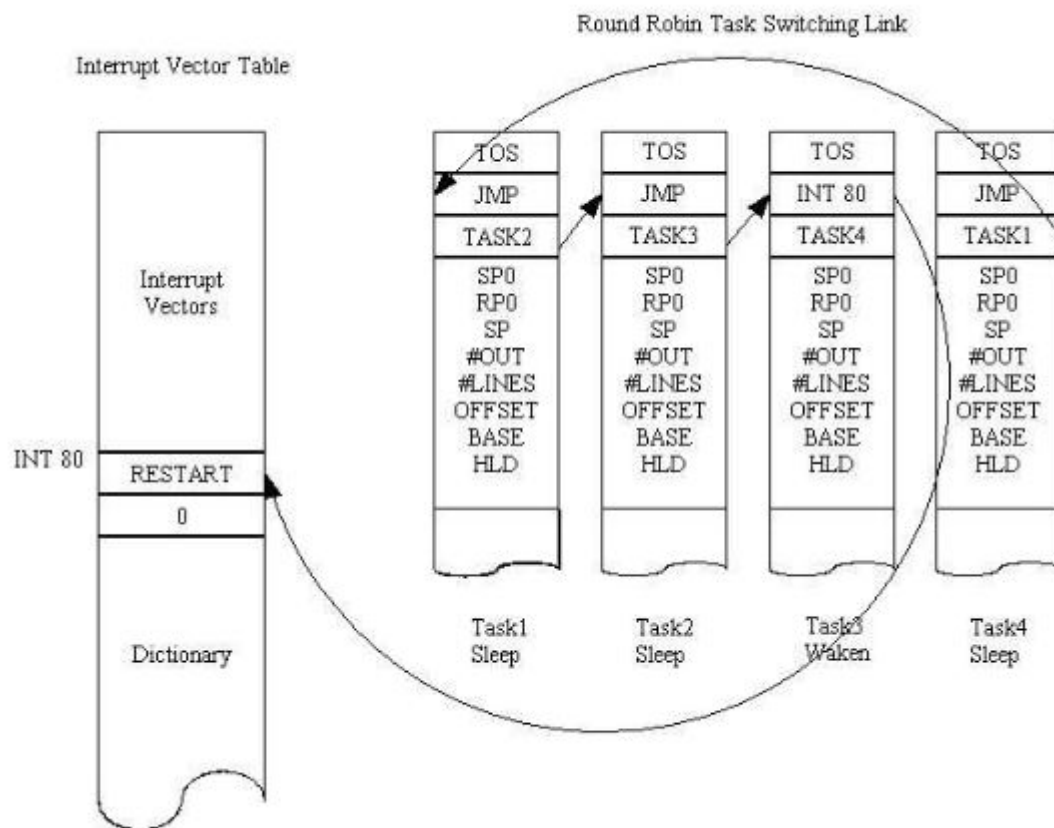 Round Robin Task Switching Link
Interrupt Vector Table
Interrupt
Vectors
INT 80
RESTART
0
Dictionary
TOS
JMP
TASK2
SP0
RP0
SP
#OUT
#LINES
OFFSET
BASE
HLD
Task1
Sleep
TOS
JMP
TASK3
SP0
RP0
SP
#OUT
#LINES
OFFSET
BASE
HLD
Task2
Sleep
TOS
INT 80
TASK4
SP0
RP0
SP
#OUT
#LINES
OFFSET
BASE
HLD
Task3
Waken
TOS
JMP
TASK1
SP0
RP0
SP
#OUT
#LINES
OFFSET
BASE
HLD
Task4
Sleep